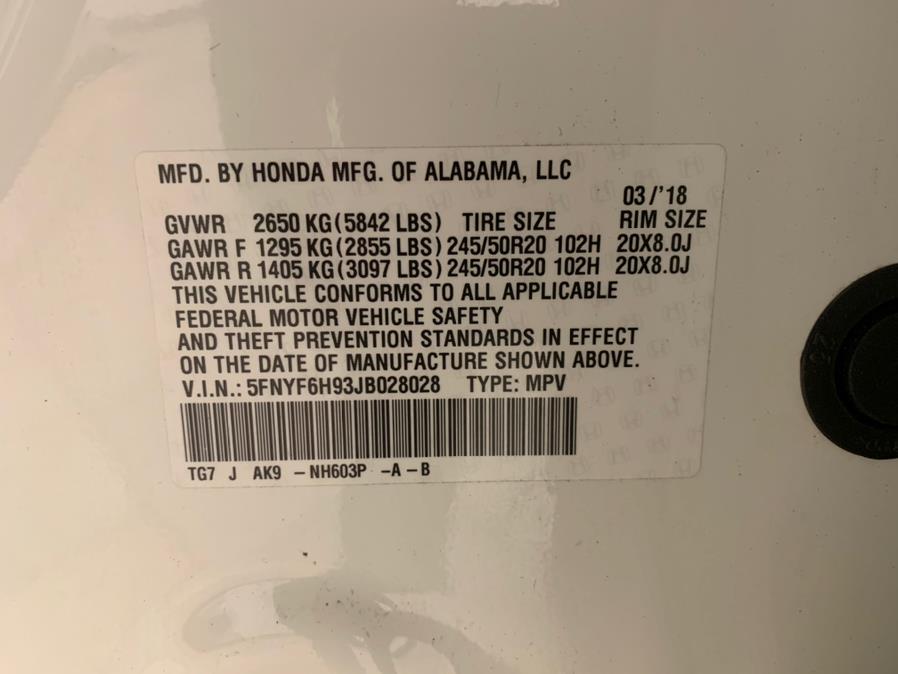 MFD. BY HONDA MFG. OF ALABAMA, LLC
03/'18
GVWR 2650 KG (5842 LBS) TIRE SIZE RIM SIZE
GAWR F 1295 KG (2855 LBS) 245/50R20 102H 20X8.0J
GAWR R 1405 KG (3097 LBS) 245/50R20 102H 20X8.0J
THIS VEHICLE CONFORMS TO ALL APPLICABLE
FEDERAL MOTOR VEHICLE SAFETY
AND THEFT PREVENTION STANDARDS IN EFFECT
ON THE DATE OF MANUFACTURE SHOWN ABOVE.
V.I.N.: 5FNYF6H93JB028028 TYPE: MPV
TG7 J AK9 – NH603P –A – B